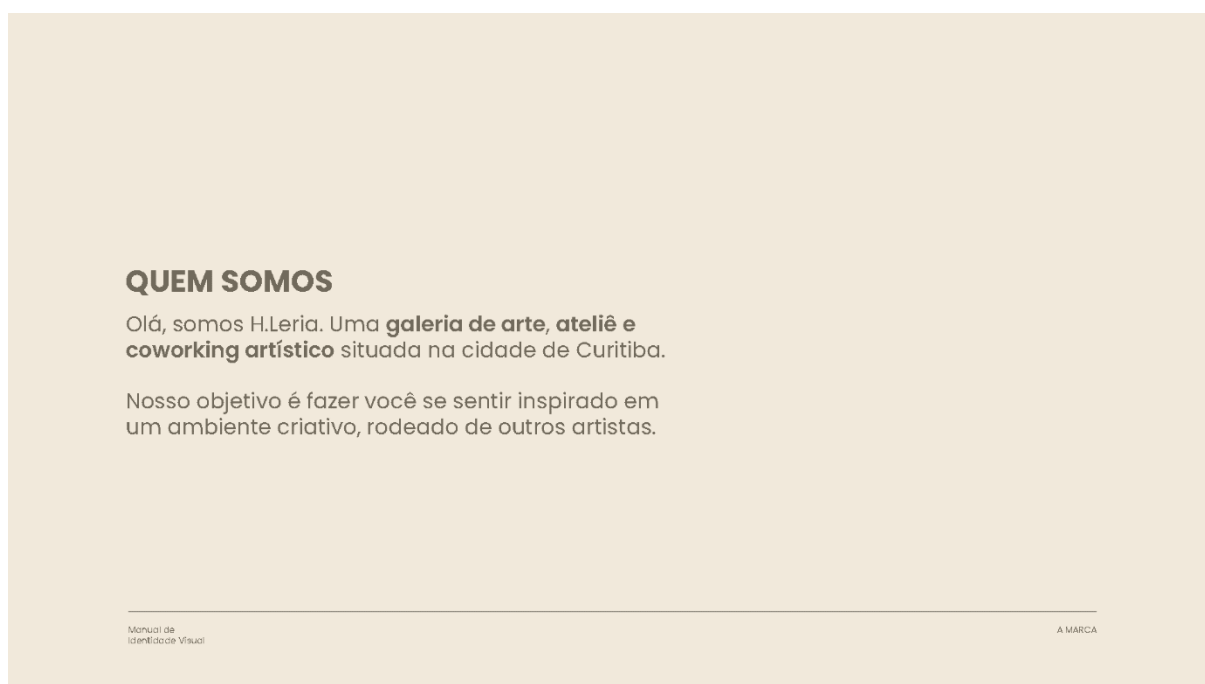 QUEM SOMOS
Olá, somos H.Leria. Uma galeria de arte, ateliê e
coworking artístico situada na cidade de Curitiba.
Nosso objetivo é fazer você se sentir inspirado em
um ambiente criativo, rodeado de outros artistas.
Manual de
Identidade Visual
A MARCA